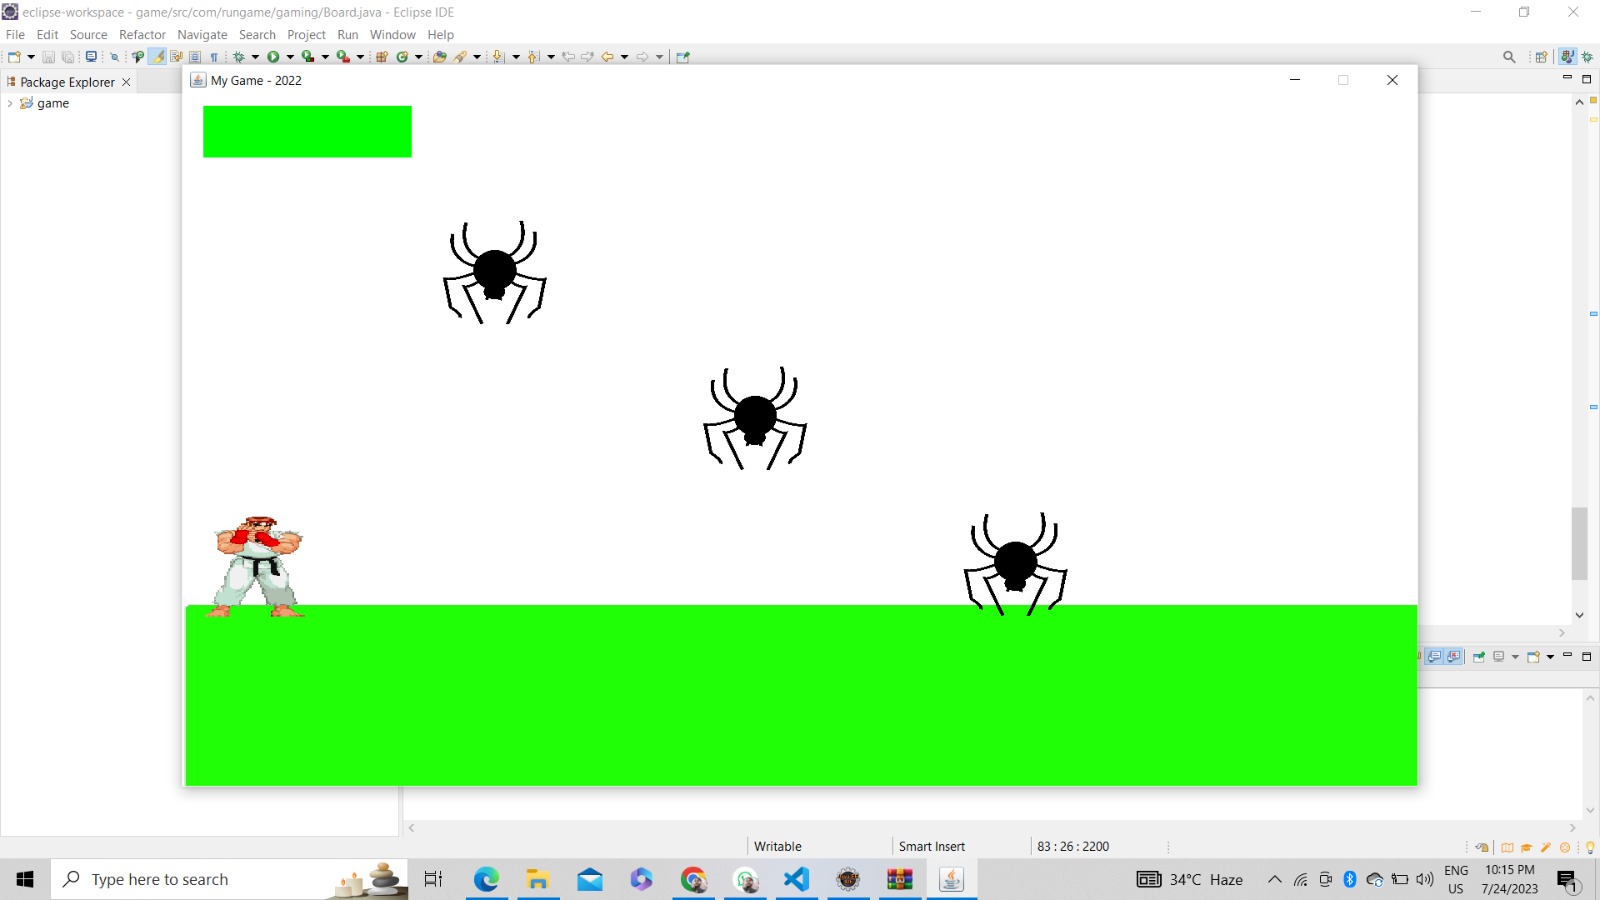 eclipse-workspace - game/src/com/rungame/gaming/Board.java - Eclipse IDE
File Edit Source Refactor Navigate Search Project Run Window Help
Package Explorer
game
My Game - 2022
Writable
Smart Insert
83 : 26 : 2200
Type here to search
34°C Haze
ENG
US
10:15 PM
7/24/2023
1